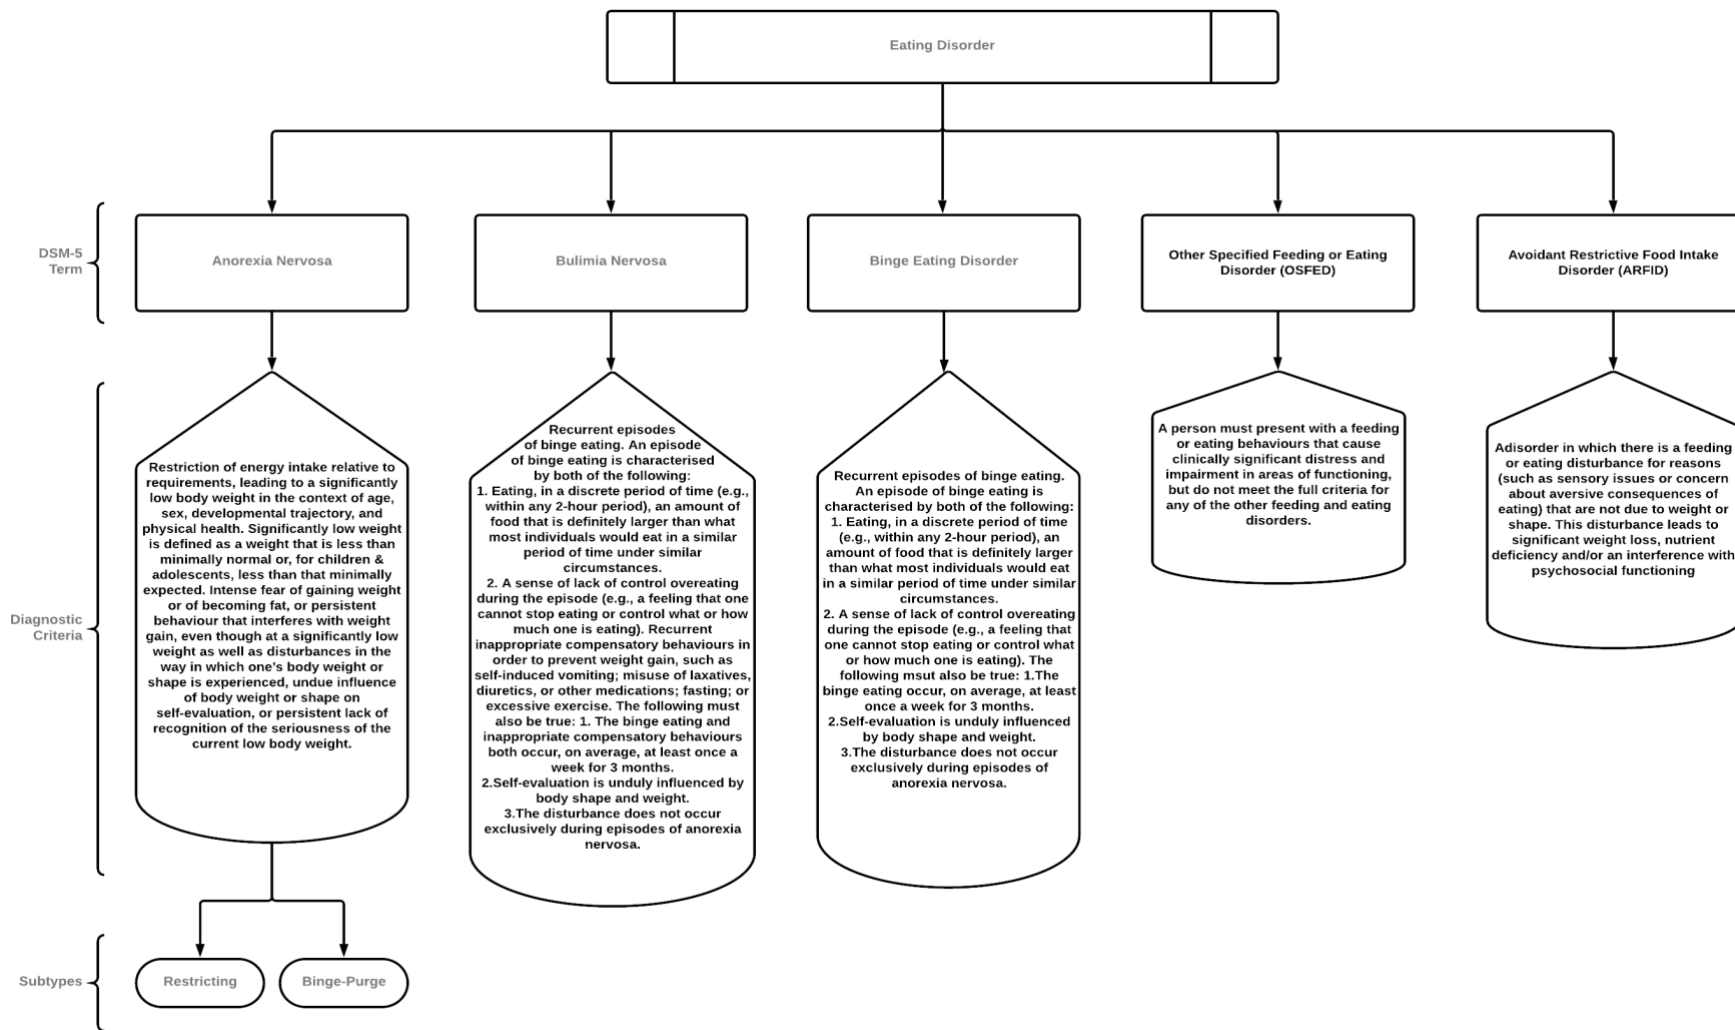 Eating Disorder
DSM-5
Term
Anorexia Nervosa
Bulimia Nervosa
Binge Eating Disorder
Other Specified Feeding or Eating
Disorder (OSFED)
Avoidant Restrictive Food Intake
Disorder (ARFID)
Diagnostic
Criteria
Restriction of energy intake relative to
requirements, leading to a significantly
low body weight in the context of age,
sex, developmental trajectory, and
physical health. Significantly low weight
is defined as a weight that is less than
minimally normal or, for children &
adolescents, less than that minimally
expected. Intense fear of gaining weight
or of becoming fat, or persistent
behaviour that interferes with weight
gain, even though at a significantly low
weight as well as disturbances in the
way in which one's body weight or
shape is experienced, undue influence
of body weight or shape on
self-evaluation, or persistent lack of
recognition of the seriousness of the
current low body weight.
Recurrent episodes
of binge eating. An episode
of binge eating is characterised
by both of the following:
1. Eating, in a discrete period of time (e.g.,
within any 2-hour period), an amount of
food that is definitely larger than what
most individuals would eat in a similar
period of time under similar
circumstances.
2. A sense of lack of control overeating
during the episode (e.g., a feeling that one
cannot stop eating or control what or how
much one is eating). Recurrent
inappropriate compensatory behaviours in
order to prevent weight gain, such as
self-induced vomiting; misuse of laxatives,
diuretics, or other medications; fasting; or
excessive exercise. The following must
also be true: 1. The binge eating and
inappropriate compensatory behaviours
both occur, on average, at least once a
week for 3 months.
2.Self-evaluation is unduly influenced by
body shape and weight.
3.The disturbance does not occur
exclusively during episodes of anorexia
nervosa.
Recurrent episodes of binge eating.
An episode of binge eating is
characterised by both of the following:
1. Eating, in a discrete period of time
(e.g., within any 2-hour period), an
amount of food that is definitely larger
than what most individuals would eat
in a similar period of time under similar
circumstances.
2. A sense of lack of control overeating
during the episode (e.g., a feeling that
one cannot stop eating or control what
or how much one is eating). The
following msut also be true: 1.The
binge eating occur, on average, at least
once a week for 3 months.
2.Self-evaluation is unduly influenced
by body shape and weight.
3.The disturbance does not occur
exclusively during episodes of
anorexia nervosa.
A person must present with a feeding
or eating behaviours that cause
clinically significant distress and
impairment in areas of functioning,
but do not meet the full criteria for
any of the other feeding and eating
disorders.
Adisorder in which there is a feeding
or eating disturbance for reasons
(such as sensory issues or concern
about aversive consequences of
eating) that are not due to weight or
shape. This disturbance leads to
significant weight loss, nutrient
deficiency and/or an interference with
psychosocial functioning
Subtypes
Restricting
Binge-Purge